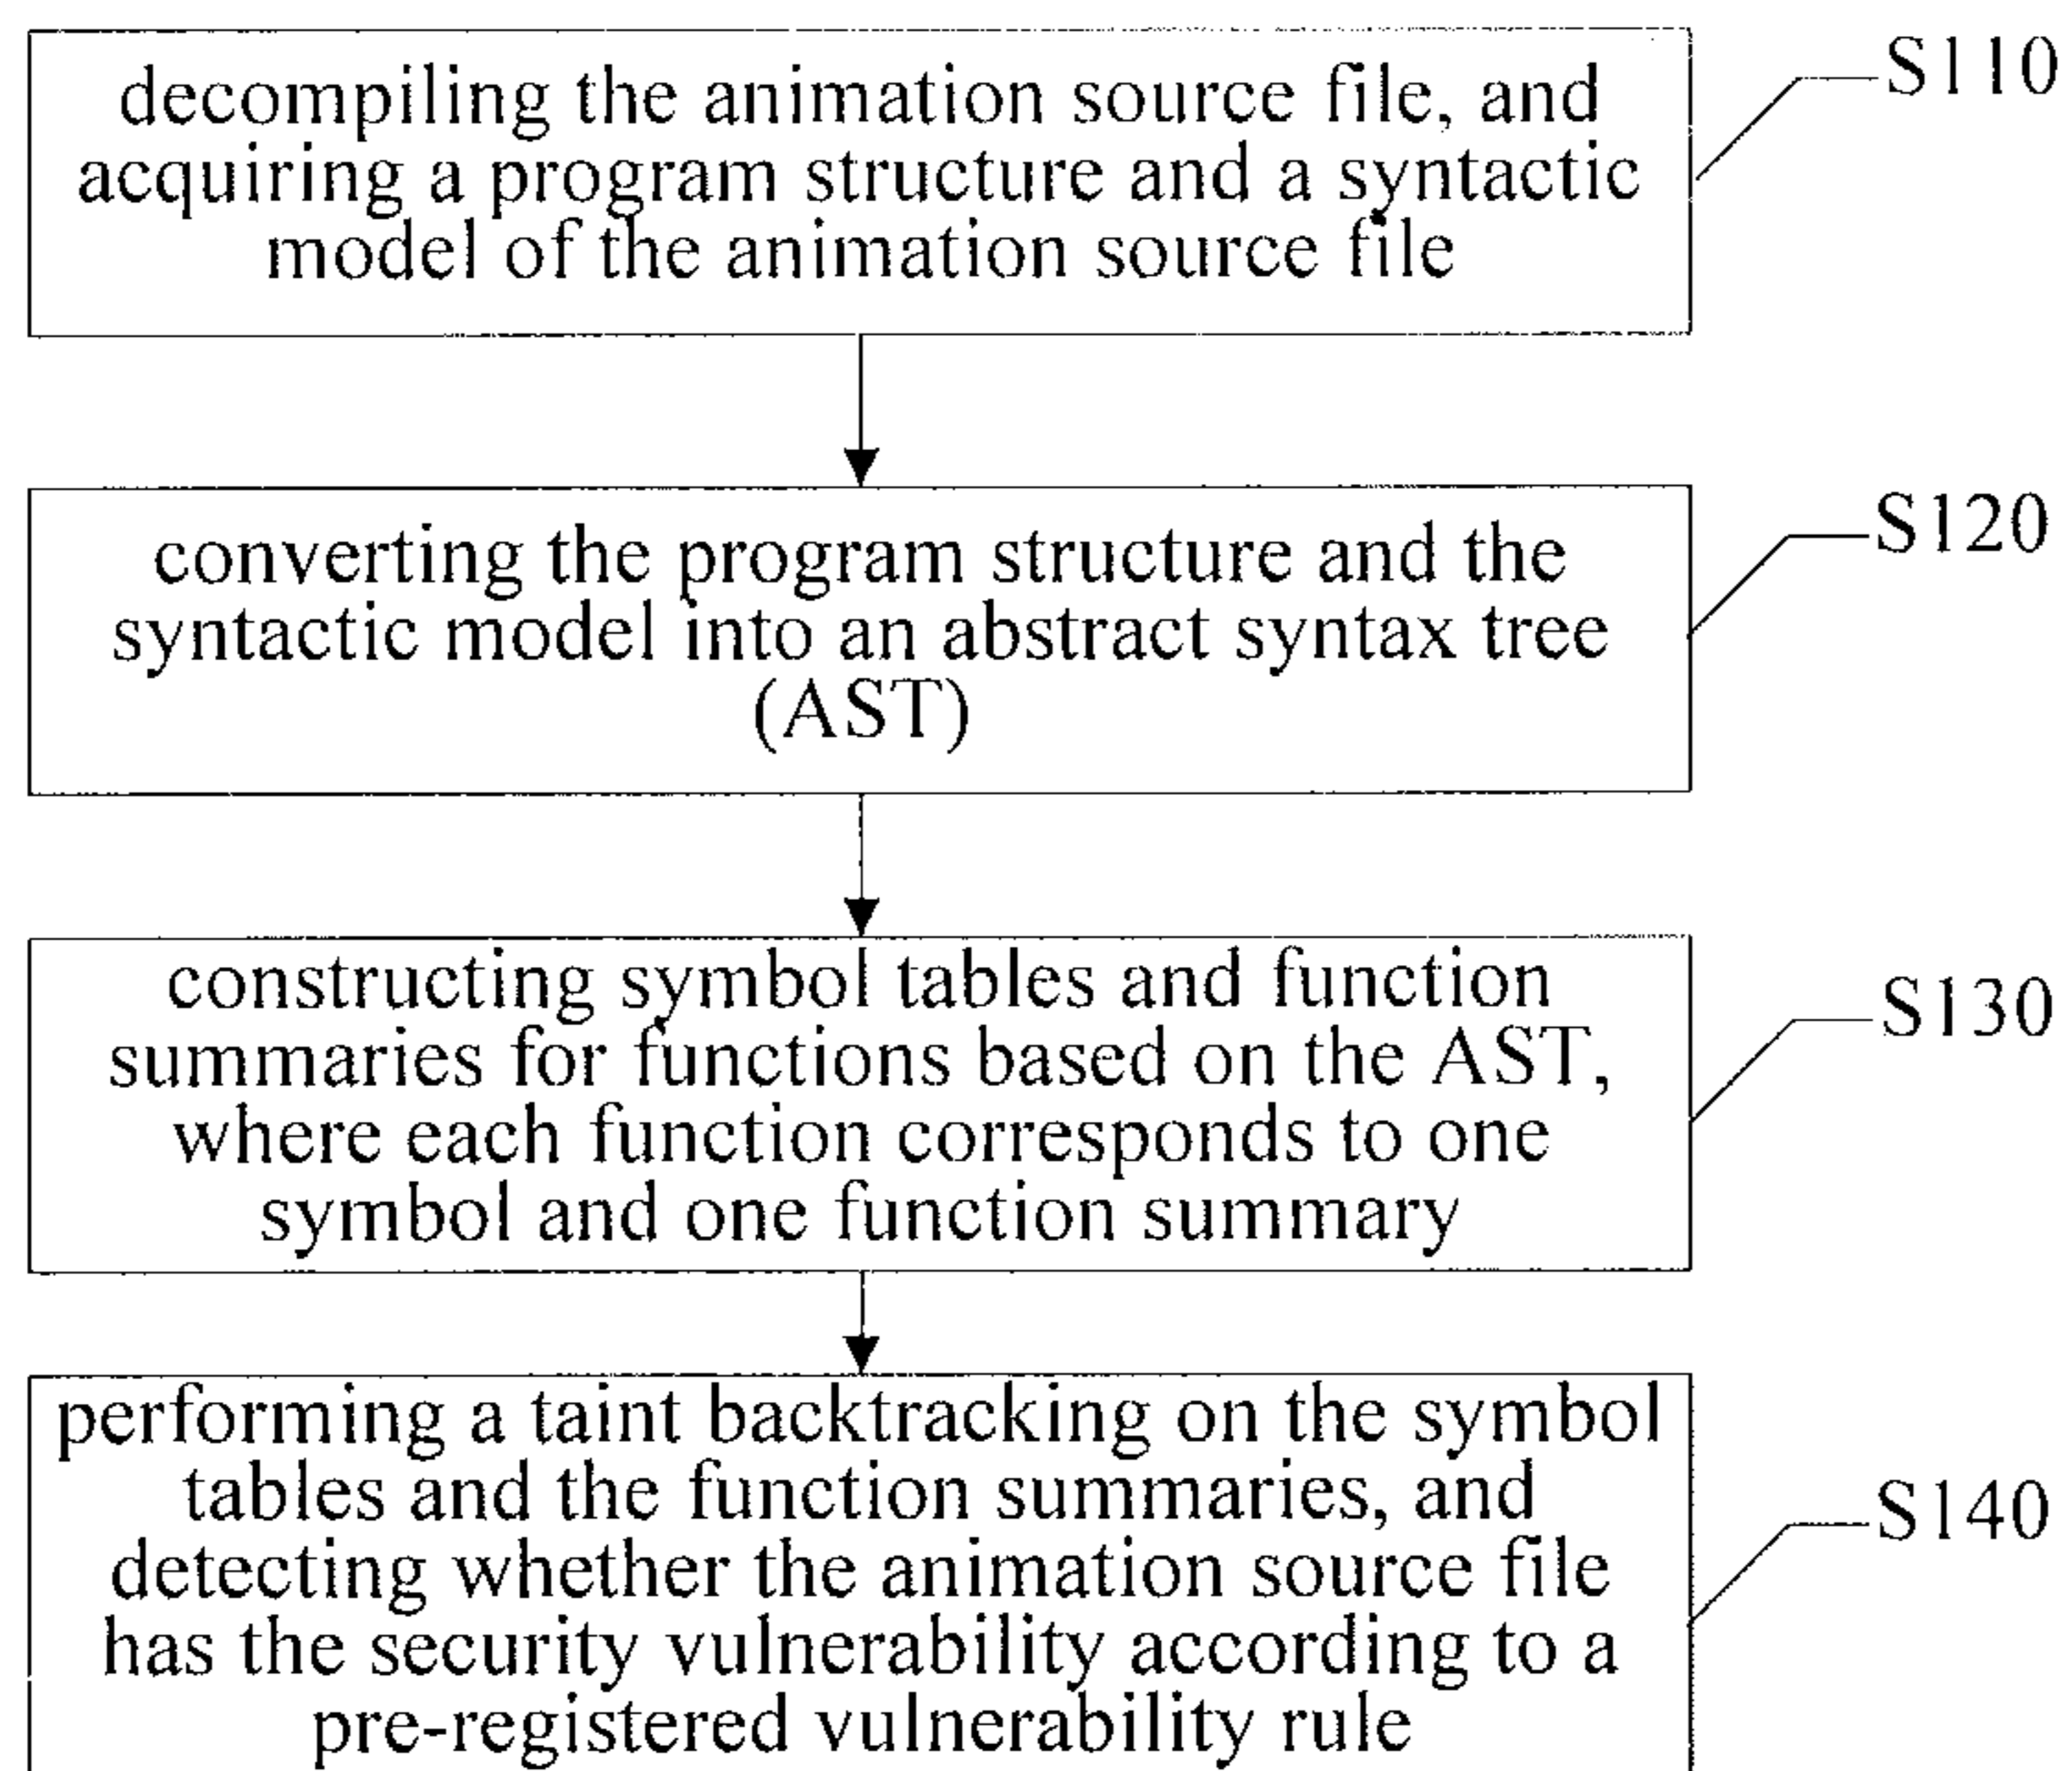 decompiling the animation source file, and
acquiring a program structure and a syntactic
model of the animation source file
S110
converting the program structure and the
syntactic model into an abstract syntax tree
(AST)
S120
constructing symbol tables and function
summaries for functions based on the AST,
where each function corresponds to one
symbol and one function summary
S130
performing a taint backtracking on the symbol
tables and the function summaries, and
detecting whether the animation source file
has the security vulnerability according to a
pre-registered vulnerability rule
S140